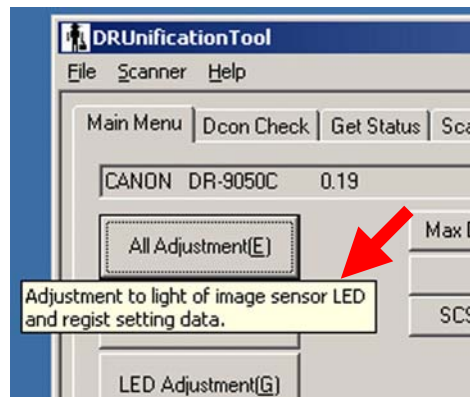 DRUnificationTool
File Scanner Help
Main Menu Dcon Check Get Status
CANON DR-9050C 0.19
All Adjustment(E)
Max
Adjustment to light of image sensor LED
and regist setting data.
LED Adjustment(G)